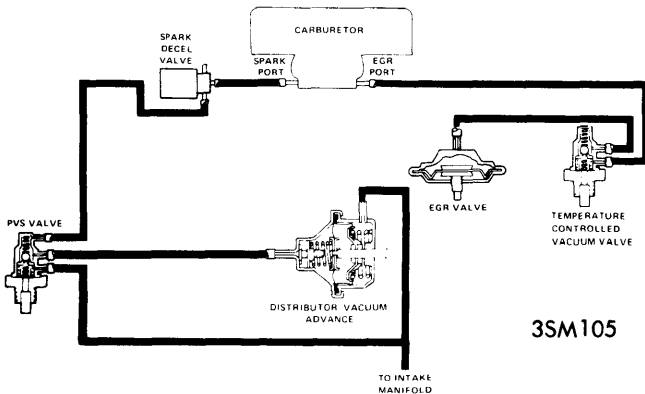 CARBURETOR
SPARK
DECEL
VALVE
SPARK
PORT
EGR
PORT
PVS VALVE
EGR VALVE
TEMPERATURE
CONTROLLED
VACUUM VALVE
DISTRIBUTOR VACUUM
ADVANCE
3SM105
TO INTAKE
MANIFOLD